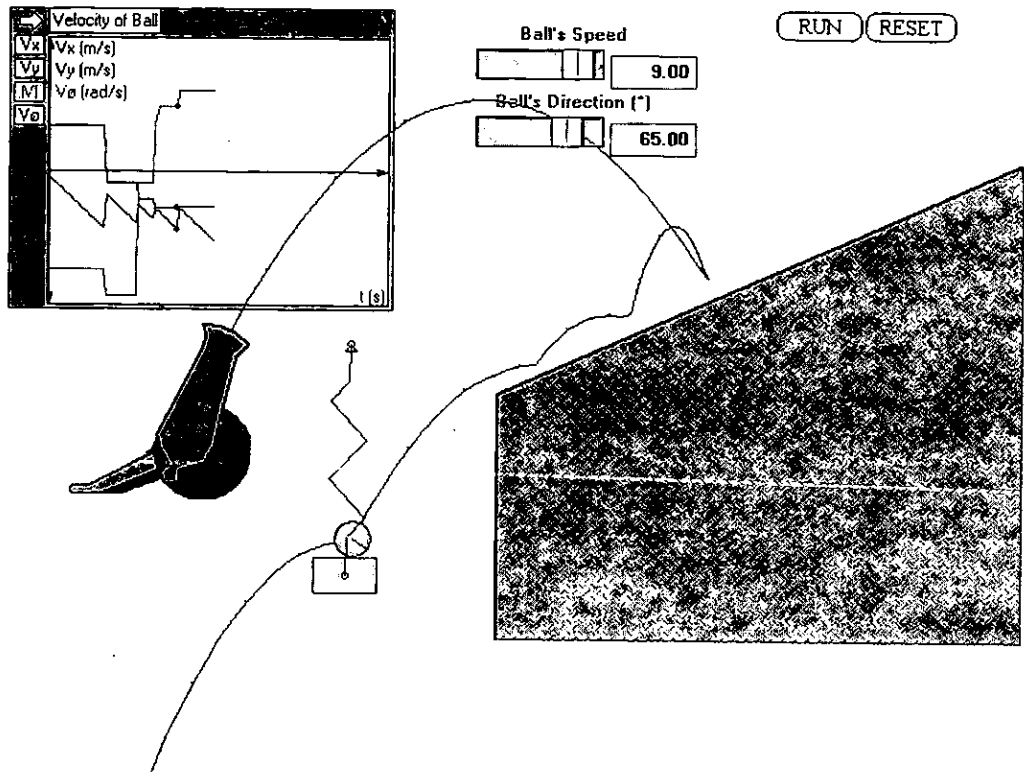 Velocity of Ball
Vx
Vx (m/s)
Vy
Vy (m/s)
M
Vø (rad/s)
Vø
t (s)
Ball's Speed
9.00
Ball's Direction (°)
65.00
RUN
RESET